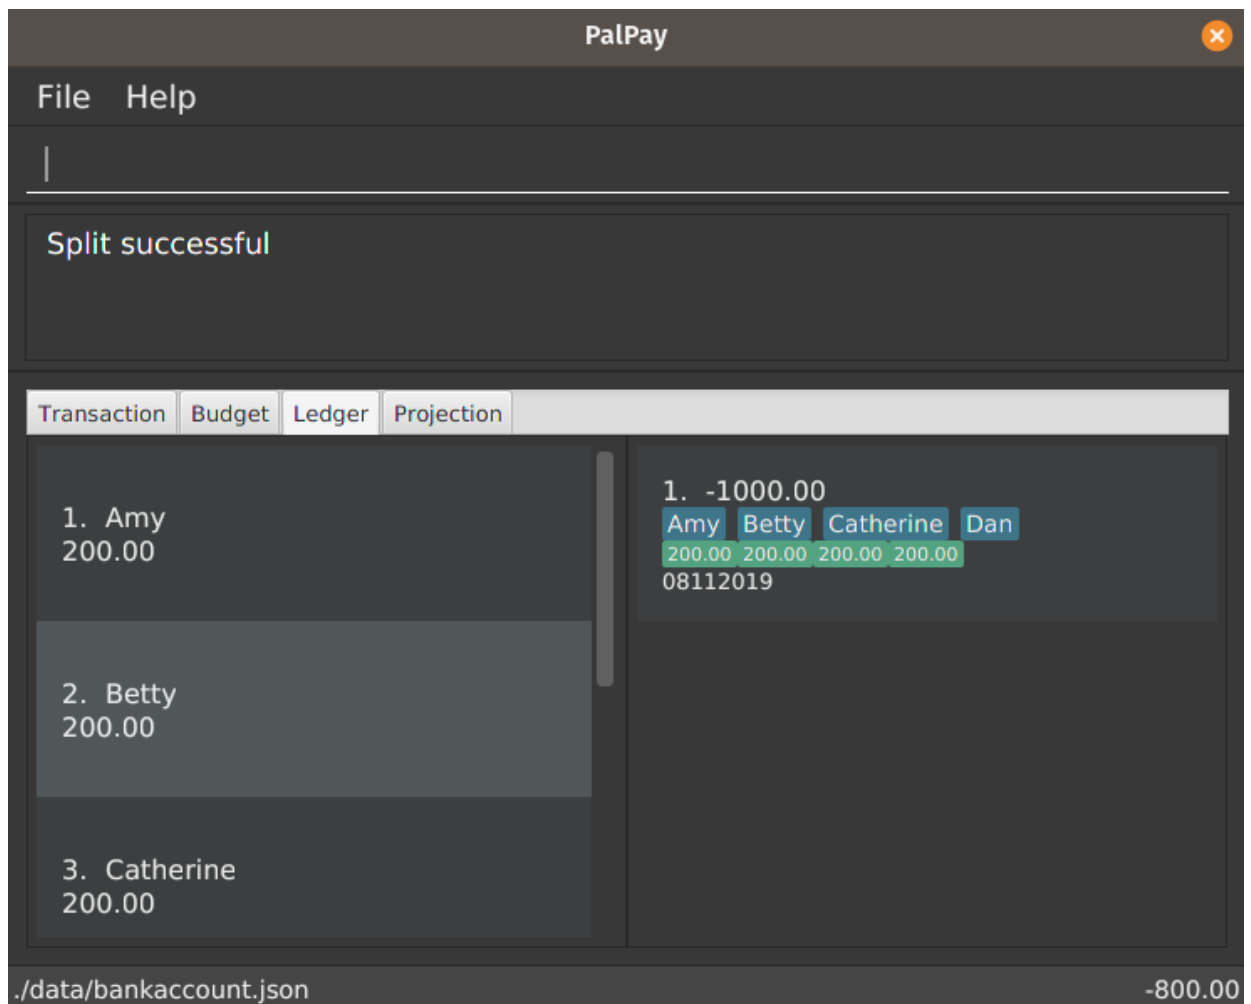 PalPay
File Help
Split successful
Transaction Budget Ledger Projection
1. Amy
200.00
2. Betty
200.00
3. Catherine
200.00
1. -1000.00
Amy Betty Catherine Dan
200.00 200.00 200.00 200.00
08112019
./data/bankaccount.json -800.00